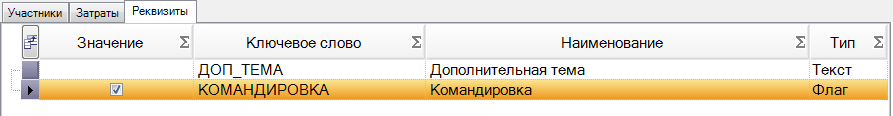 Участники Затраты Реквизиты
Значение Σ Ключевое слово Σ Наименование Σ Тип Σ
ДОП_ТЕМА Дополнительная тема Текст
КОМАНДИРОВКА Командировка Флаг